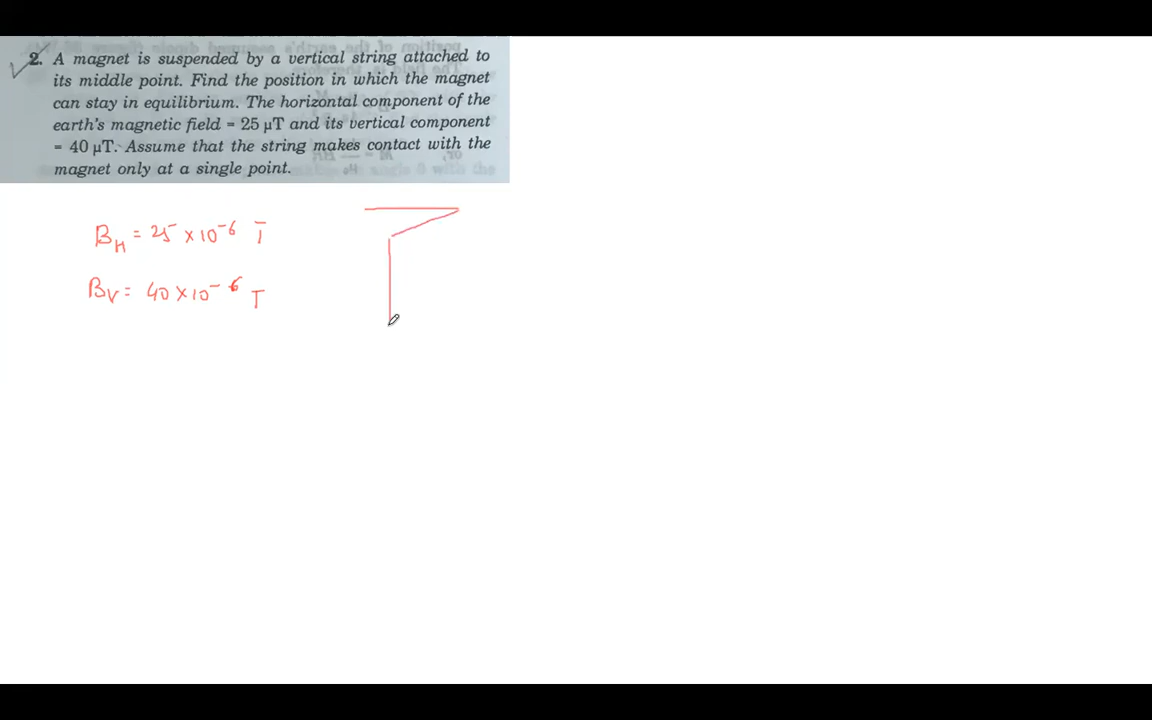 2. A magnet is suspended by a vertical string attached to
its middle point. Find the position in which the magnet
can stay in equilibrium. The horizontal component of the
earth's magnetic field = 25 μT and its vertical component
= 40 μT. Assume that the string makes contact with the
magnet only at a single point.
B_H = 25 × 10^-6 T
B_V = 40 × 10^-6 T